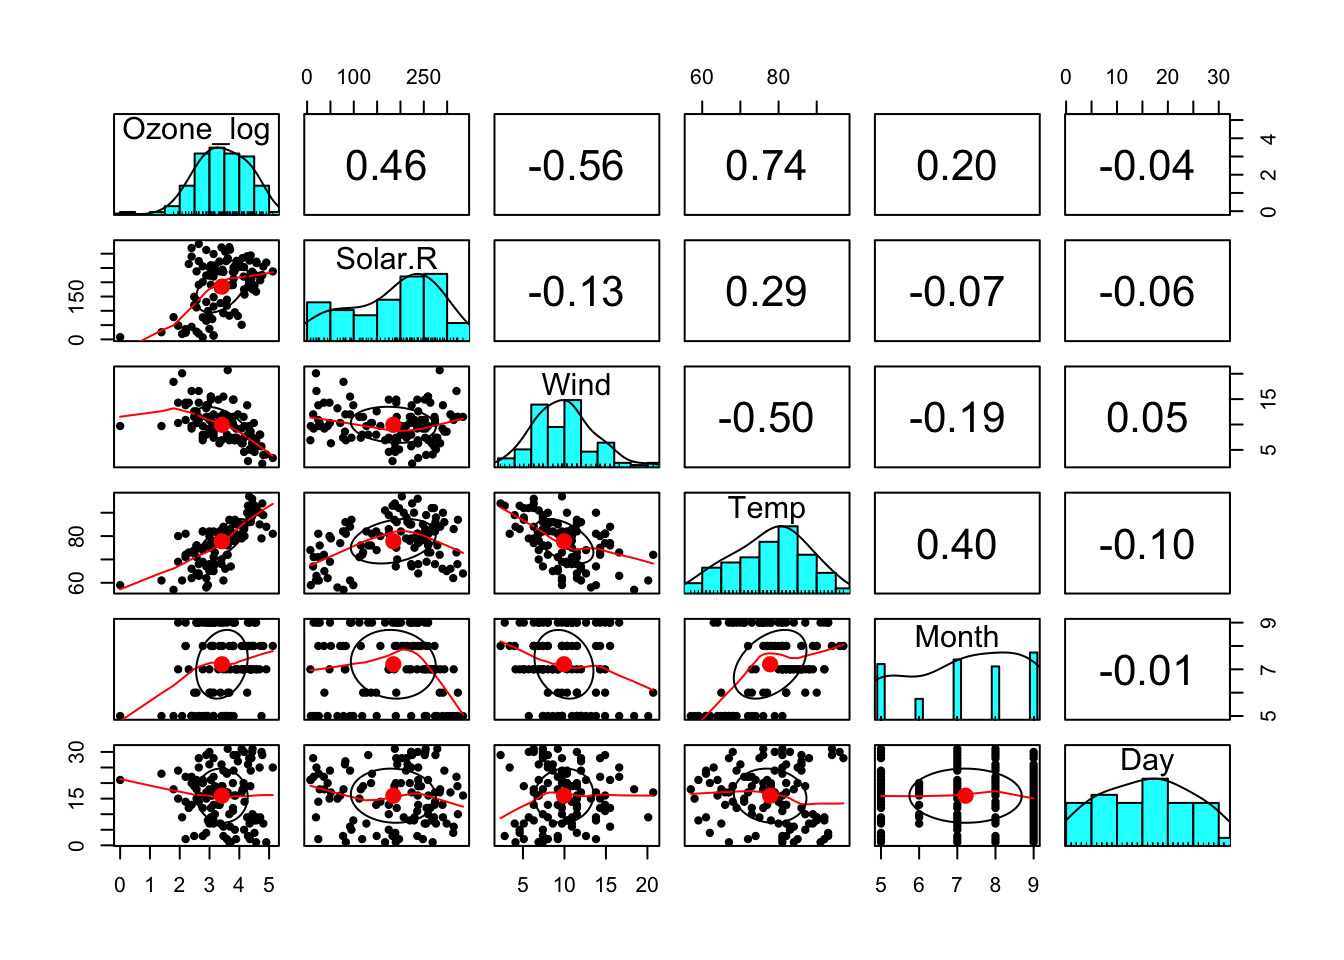 0 100 250 60 80 0 10 20 30
Ozone_log 0.46 -0.56 0.74 0.20 -0.04 0 2 4
0 150 Solar.R -0.13 0.29 -0.07 -0.06
Wind -0.50 -0.19 0.05 5 15
60 80 Temp 0.40 -0.10
Month -0.01 5 7 9
0 15 30 Day
0 1 2 3 4 5 5 10 15 20 5 6 7 8 9